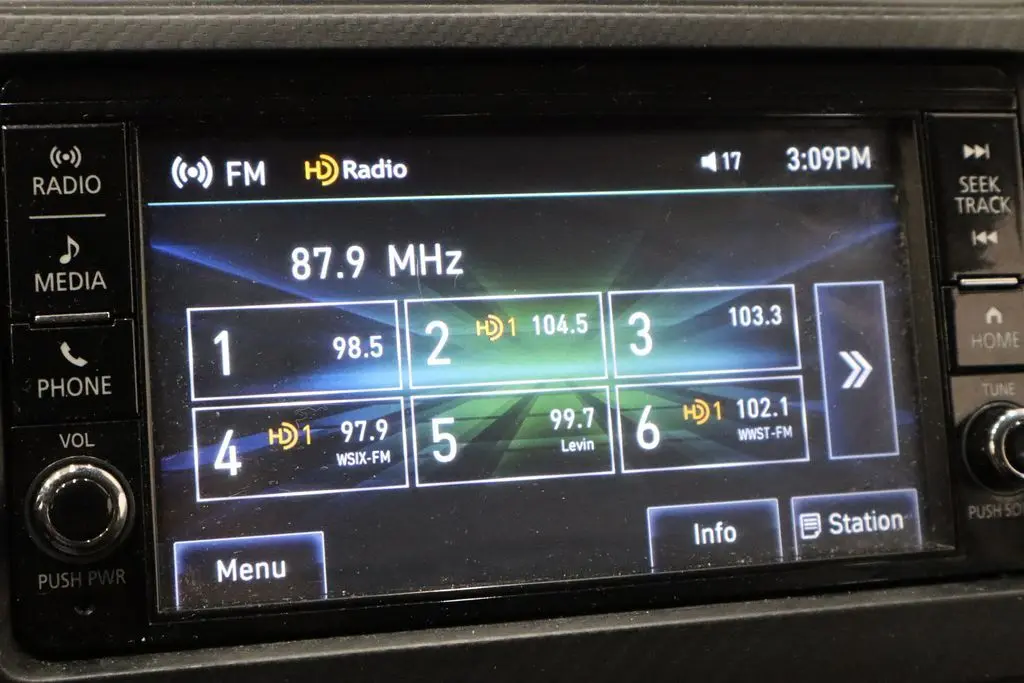 RADIO
MEDIA
PHONE
VOL
PUSH PWR
FM HD Radio 17 3:09PM
87.9 MHz
1 98.5
2 HD1 104.5
3 103.3
4 HD1 97.9
WSIX-FM
5 99.7
Levin
6 HD1 102.1
WWST-FM
Menu
Info
Station
SEEK
TRACK
HOME
TUNE
PUSH